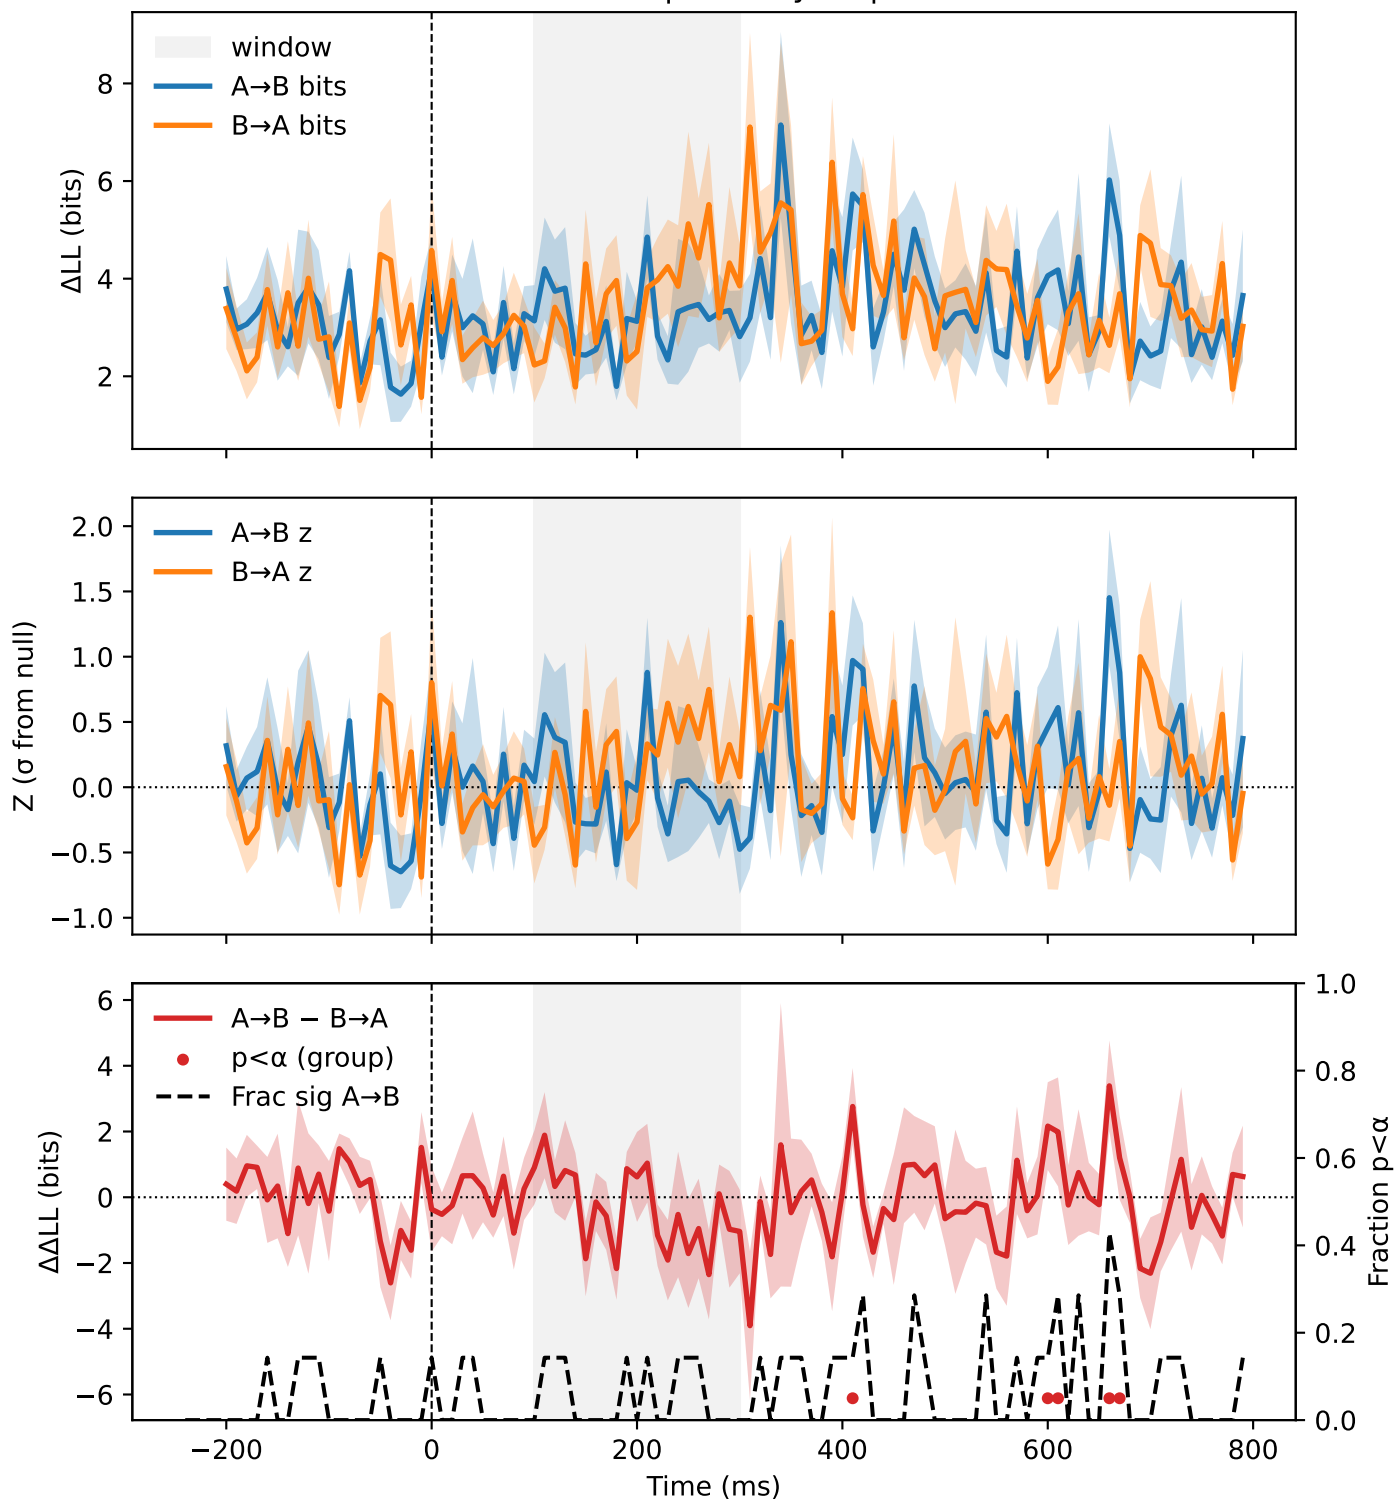 window
A→B bits
B→A bits
ΔLL (bits)
8
6
4
2
A→B z
B→A z
Z (σ from null)
2.0
1.5
1.0
0.5
0.0
−0.5
−1.0
A→B − B→A
p<α (group)
Frac sig A→B
ΔΔLL (bits)
6
4
2
0
−2
−4
−6
1.0
0.8
0.6
0.4
0.2
0.0
Fraction p<α
−200
0
200
400
600
800
Time (ms)